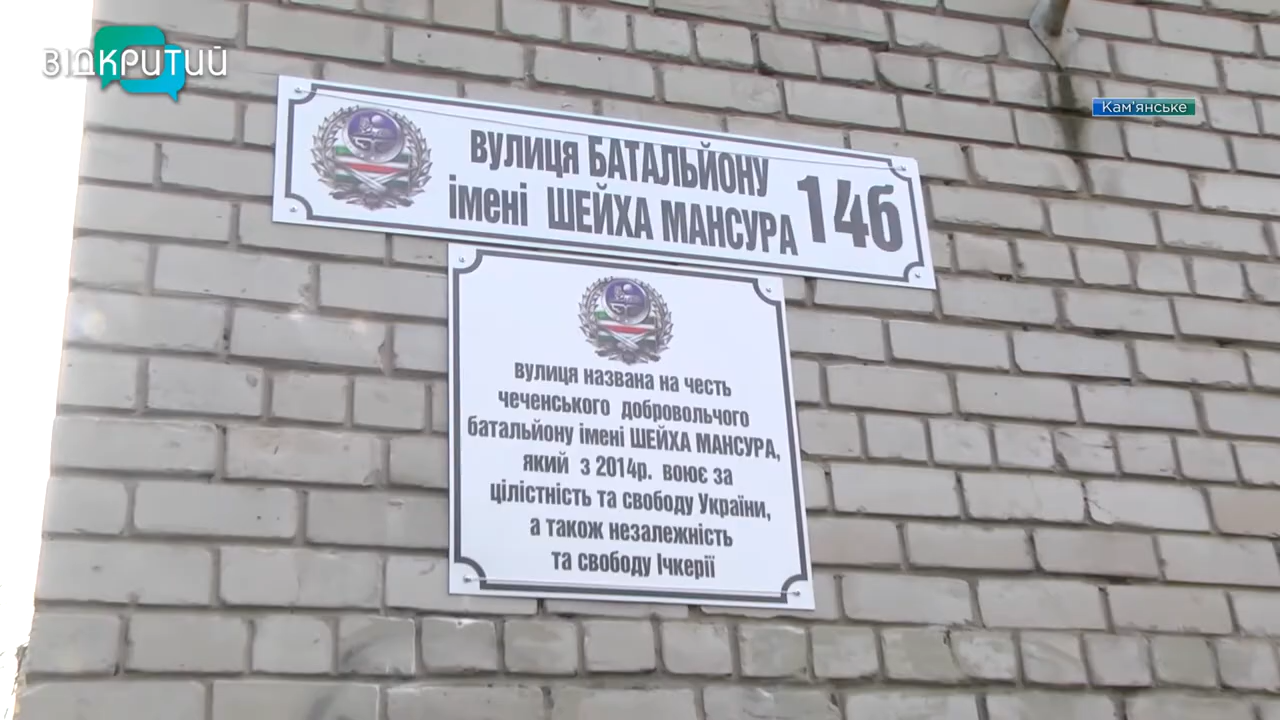 ВІДКРИТИЙ
Кам'янське
вулиця БАТАЛЬЙОНУ
імені ШЕЙХА МАНСУРА
14б
вулиця названа на честь
чеченського добровольчого
батальйону імені ШЕЙХА МАНСУРА,
який з 2014р. воює за
цілістність та свободу України,
а також незалежність
та свободу Ічкерії